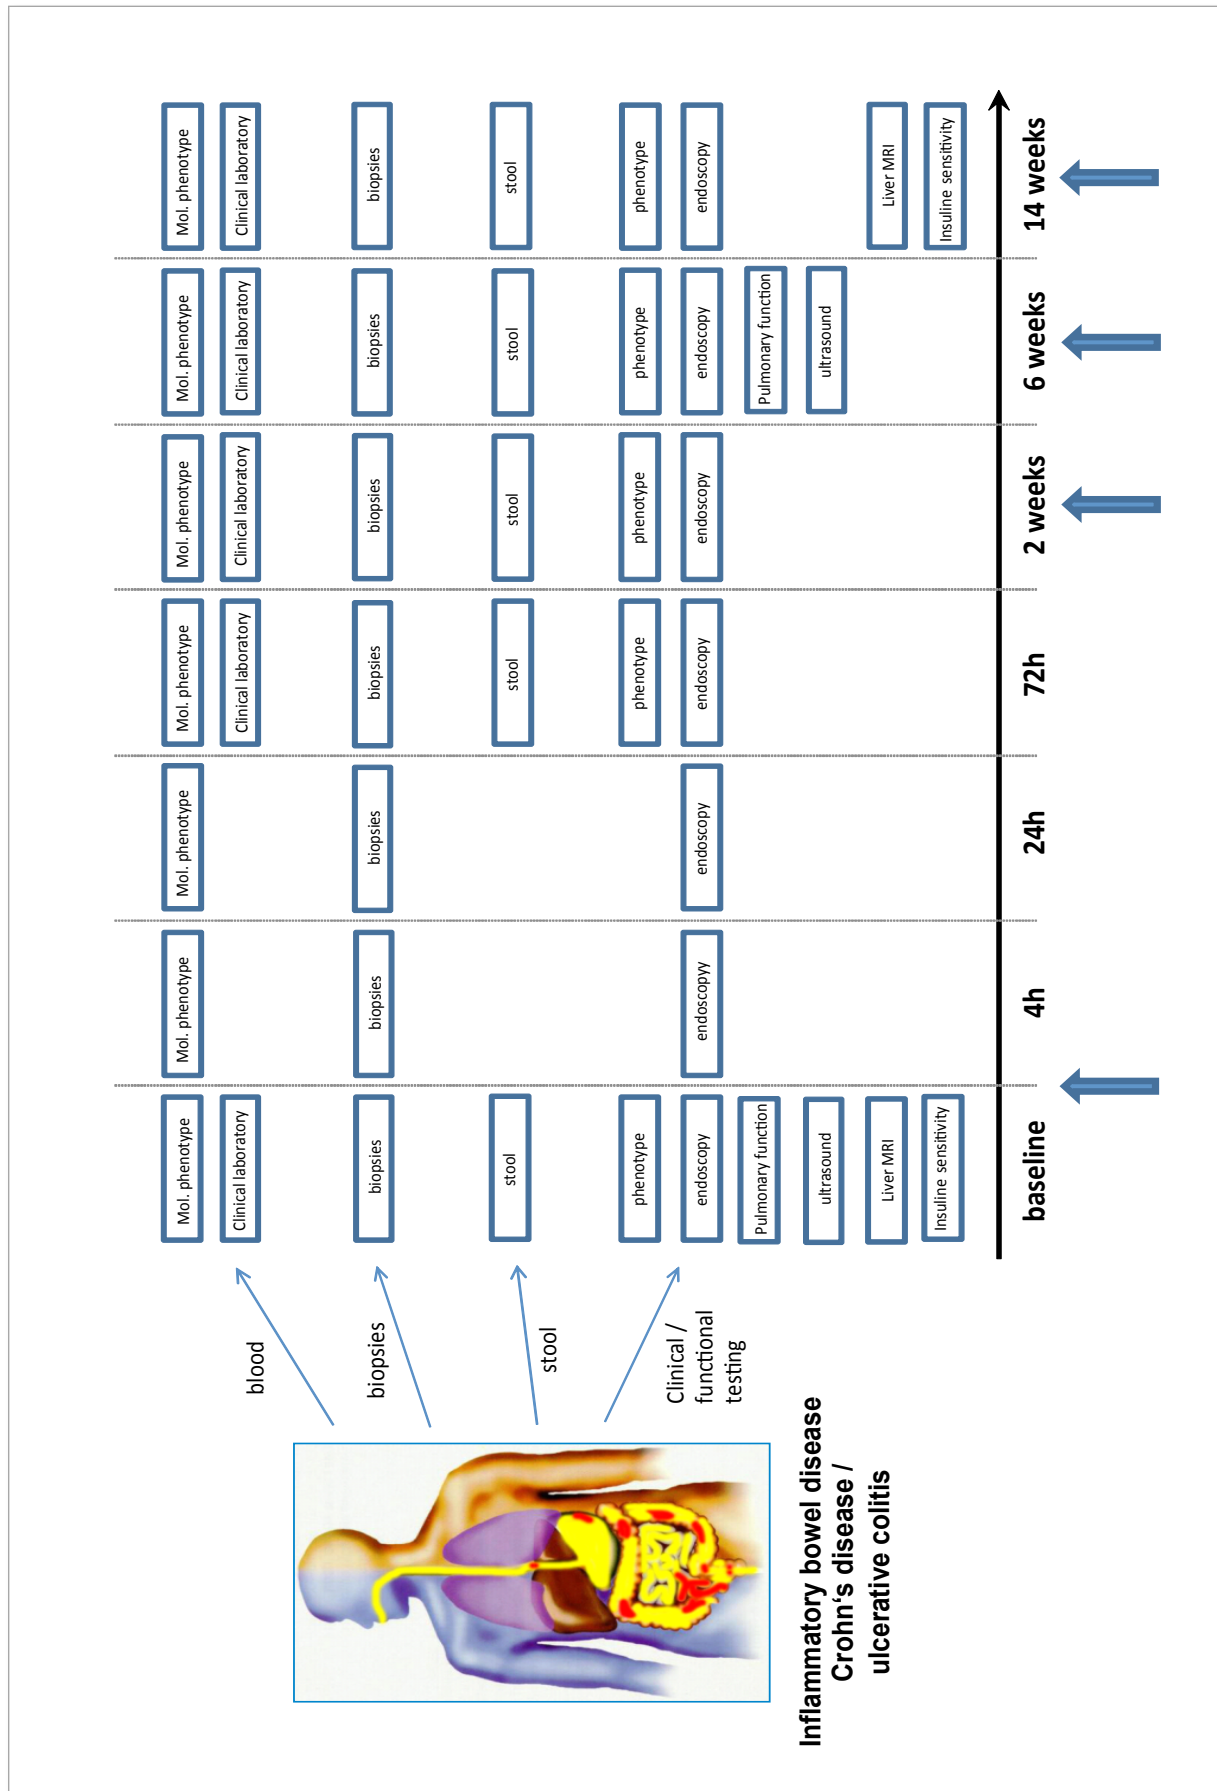 blood
biopsies
stool
Clinical /
functional
testing
Inflammatory bowel disease
Crohn‘s disease /
ulcerative colitis
Mol. phenotype
Clinical laboratory
biopsies
stool
phenotype
endoscopy
Pulmonary function
ultrasound
Liver MRI
Insuline sensitivity
baseline
Mol. phenotype
biopsies
endoscopyy
4h
Mol. phenotype
biopsies
endoscopy
24h
Mol. phenotype
Clinical laboratory
biopsies
stool
phenotype
endoscopy
72h
Mol. phenotype
Clinical laboratory
biopsies
stool
phenotype
endoscopy
2 weeks
Mol. phenotype
Clinical laboratory
biopsies
stool
phenotype
endoscopy
Pulmonary function
ultrasound
6 weeks
Mol. phenotype
Clinical laboratory
biopsies
stool
phenotype
endoscopy
Liver MRI
Insuline sensitivity
14 weeks